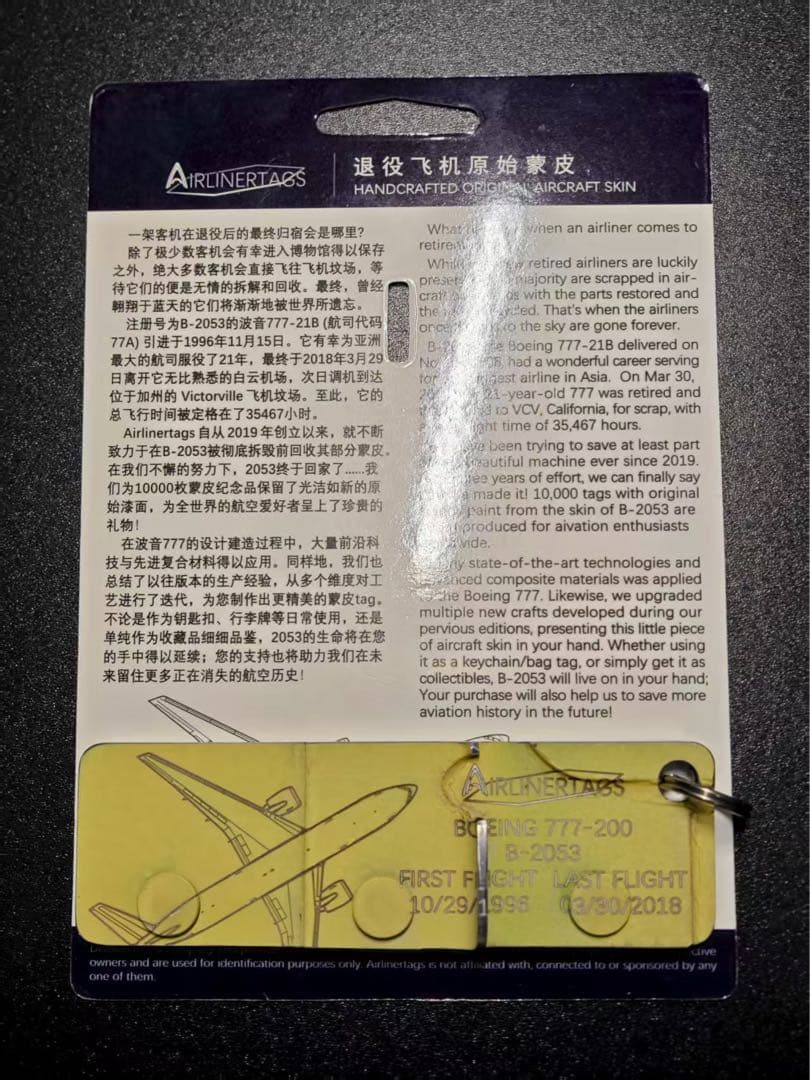 AIRLINERTAGS
退役飞机原始蒙皮
HANDCRAFTED ORIGINAL AIRCRAFT SKIN
一架客机在退役后的最终归宿会是哪里?
除了极少数客机会有幸进入博物馆得以保存
之外，绝大多数客机会直接飞往飞机坟场，等
待它们的便是无情的拆解和回收。最终，曾经
翱翔于蓝天的它们将渐渐地被世界所遗忘。
注册号为B-2053的波音777-21B (航司代码
77A) 引进于1996年11月15日。它有幸为亚洲
最大的航司服役了21年，最终于2018年3月29
日离开它无比熟悉的白云机场，次日调机到达
位于加州的 Victorville 飞机坟场。至此，它的
总飞行时间被定格在了35467小时。
Airlinertags 自从2019年创立以来，就不断
致力于在B-2053被彻底拆毁前回收其部分蒙皮。
在我们不懈的努力下，2053终于回家了......我
们为10000枚蒙皮纪念品保留了光洁如新的原
始漆面，为全世界的航空爱好者呈上了珍贵的
礼物！
在波音777的设计建造过程中，大量前沿科
技与先进复合材料得以应用。同样地，我们也
总结了以往版本的生产经验，从多个维度对工
艺进行了迭代，为您制作出更精美的蒙皮tag。
不论是作为钥匙扣、行李牌等日常使用，还是
单纯作为收藏品细细品鉴，2053的生命将在您
的手中得以延续；您的支持也将助力我们在未
来留住更多正在消失的航空历史！
What when an airliner comes to
retired airliners are luckily
majority are scrapped in air-
with the parts restored and
That's when the airliners
to the sky are gone forever.
Boeing 777-21B delivered on
had a wonderful career serving
airline in Asia. On Mar 30,
21-year-old 777 was retired and
to VCV, California, for scrap, with
time of 35,467 hours.
been trying to save at least part
beautiful machine ever since 2019.
years of effort, we can finally say
made it! 10,000 tags with original
paint from the skin of B-2053 are
produced for aivation enthusiasts
state-of-the-art technologies and
composite materials was applied
the Boeing 777. Likewise, we upgraded
multiple new crafts developed during our
pervious editions, presenting this little piece
of aircraft skin in your hand. Whether using
it as a keychain/bag tag, or simply get it as
collectibles, B-2053 will live on in your hand;
Your purchase will also help us to save more
aviation history in the future!
AIRLINERTAGS
BOEING 777-200
B-2053
FIRST FLIGHT LAST FLIGHT
10/29/1996 03/30/2018
owners and are used for identification purposes only. Airlinertags is not affiliated with, connected to or sponsored by any
one of them.